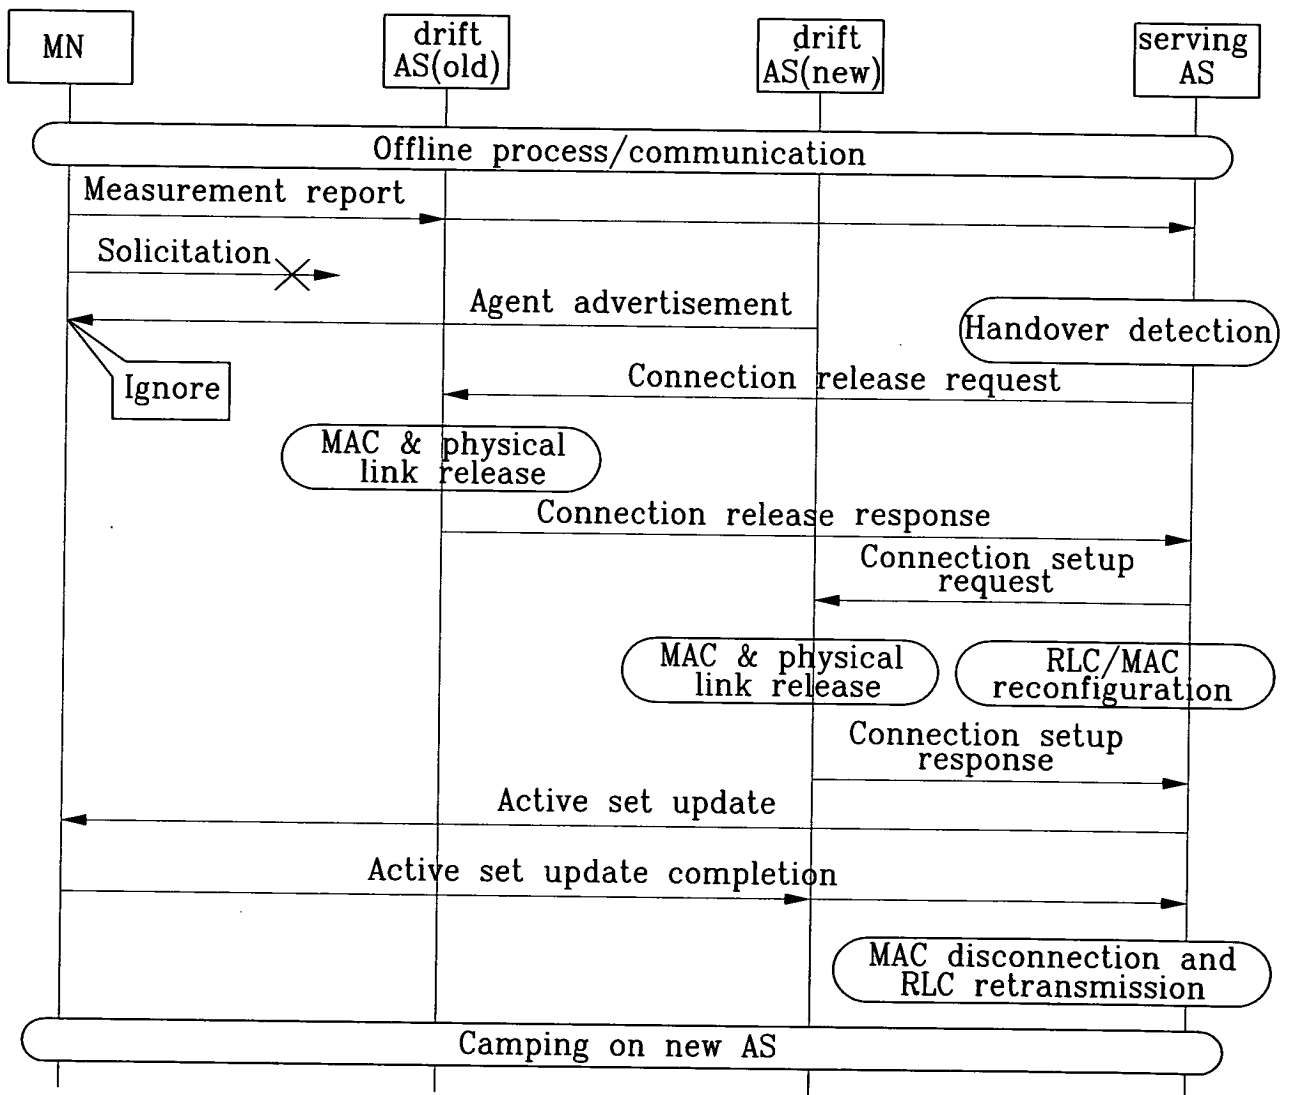 MN
drift
AS(old)
drift
AS(new)
serving
AS
Offline process/communication
Measurement report
Solicitation
Agent advertisement
Handover detection
Ignore
Connection release request
MAC & physical
link release
Connection release response
Connection setup
request
MAC & physical
link release
RLC/MAC
reconfiguration
Connection setup
response
Active set update
Active set update completion
MAC disconnection and
RLC retransmission
Camping on new AS